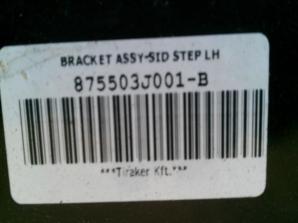 BRACKET ASSY-SID STEP LH
875503J001-B
***Tiraker Kft.***